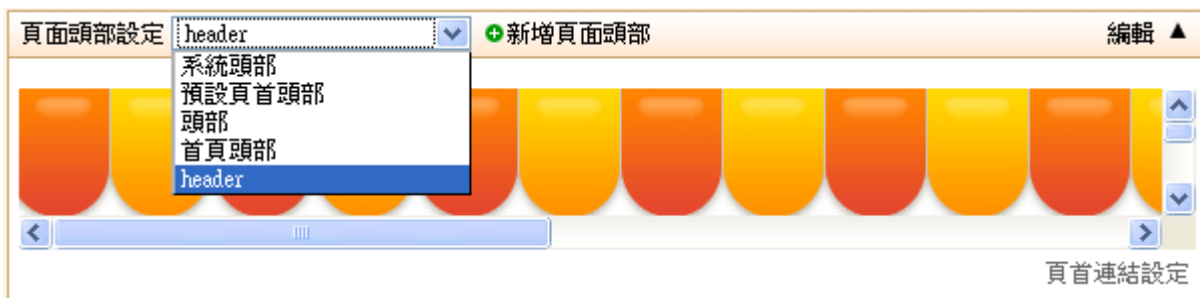 頁面頭部設定 header 新增頁面頭部 編輯 ▲
系統頭部
預設頁首頭部
頭部
首頁頭部
header
頁首連結設定